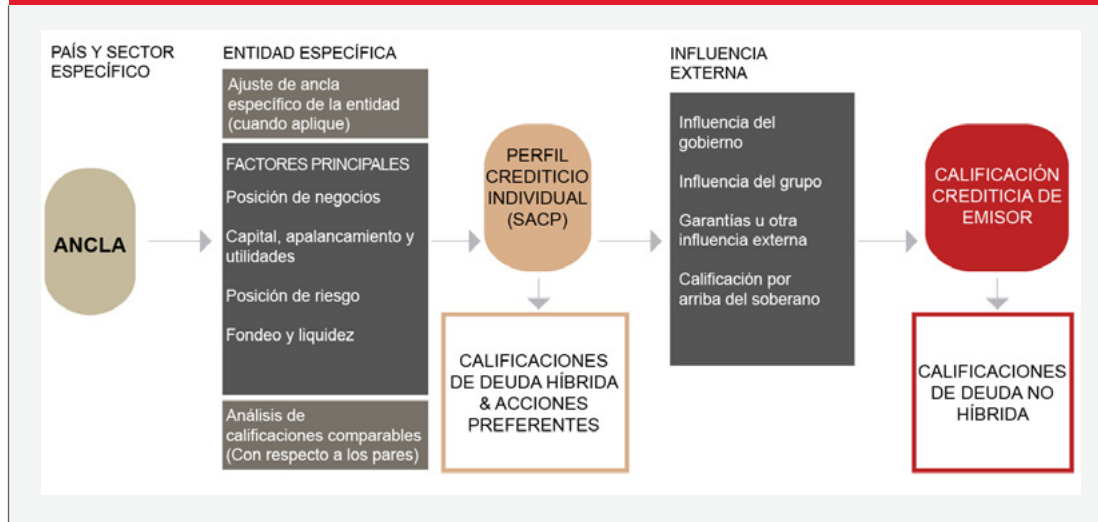 PAÍS Y SECTOR
ESPECÍFICO
ANCLA
ENTIDAD ESPECÍFICA
Ajuste de ancla
específico de la entidad
(cuando aplique)
FACTORES PRINCIPALES
Posición de negocios
Capital, apalancamiento y
utilidades
Posición de riesgo
Fondeo y liquidez
Análisis de
calificaciones comparables
(Con respecto a los pares)
PERFIL
CREDITICIO
INDIVIDUAL
(SACP)
CALIFICACIONES
DE DEUDA HÍBRIDA
& ACCIONES
PREFERENTES
INFLUENCIA
EXTERNA
Influencia del
gobierno
Influencia del grupo
Garantías u otra
influencia externa
Calificación por
arriba del soberano
CALIFICACIÓN
CREDITICIA DE
EMISOR
CALIFICACIONES
DE DEUDA NO
HÍBRIDA